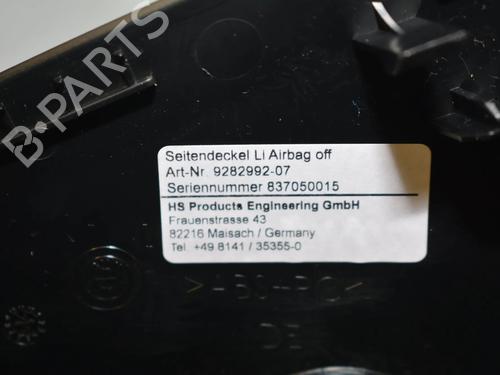 B-PARTS
Seitendeckel Li Airbag off
Art-Nr. 9282992-07
Seriennummer 837050015
HS Products Engineering GmbH
Frauenstrasse 43
82216 Maisach / Germany
Tel +49 8141 / 35355-0
DE